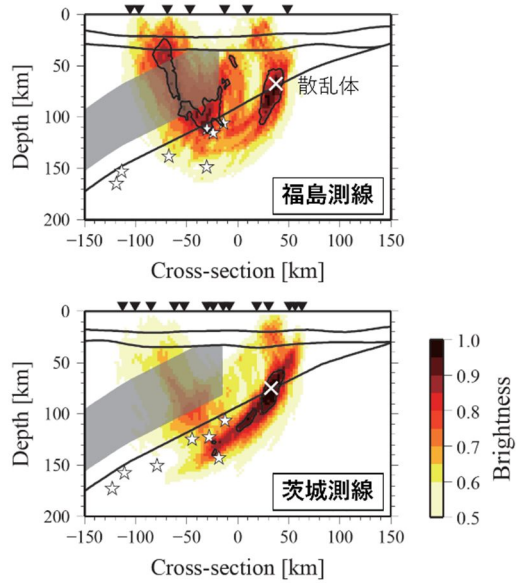 0
50
100
150
200
Depth [km]
散乱体
福島測線
−150 −100 −50 0 50 100 150
Cross-section [km]
0
50
100
150
200
Depth [km]
茨城測線
−150 −100 −50 0 50 100 150
Cross-section [km]
1.0
0.9
0.8
0.7
0.6
0.5
Brightness